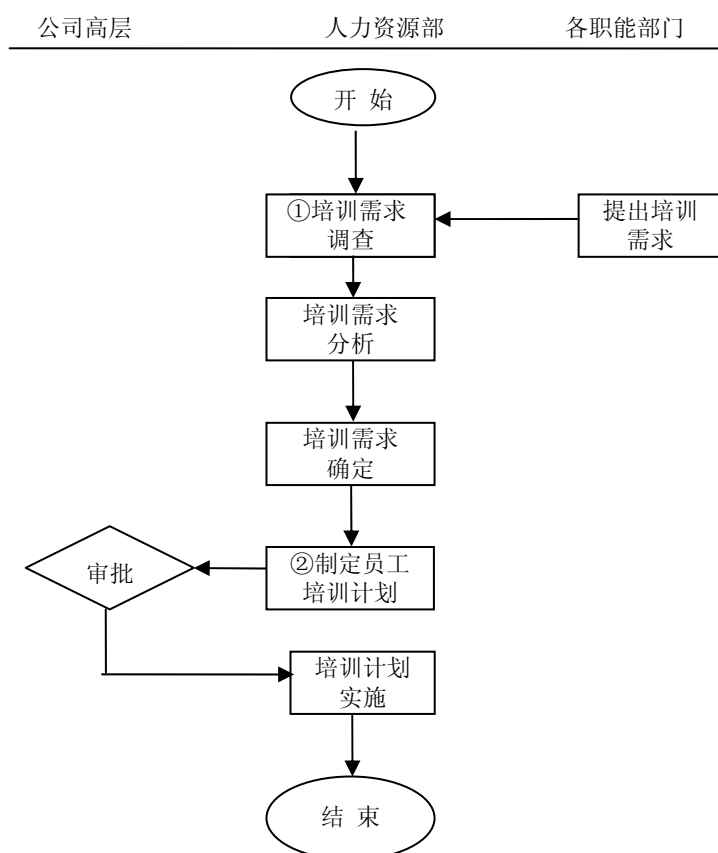 公司高层 人力资源部 各职能部门
开 始
①培训需求
调查
提出培训
需求
培训需求
分析
培训需求
确定
审批
②制定员工
培训计划
培训计划
实施
结 束